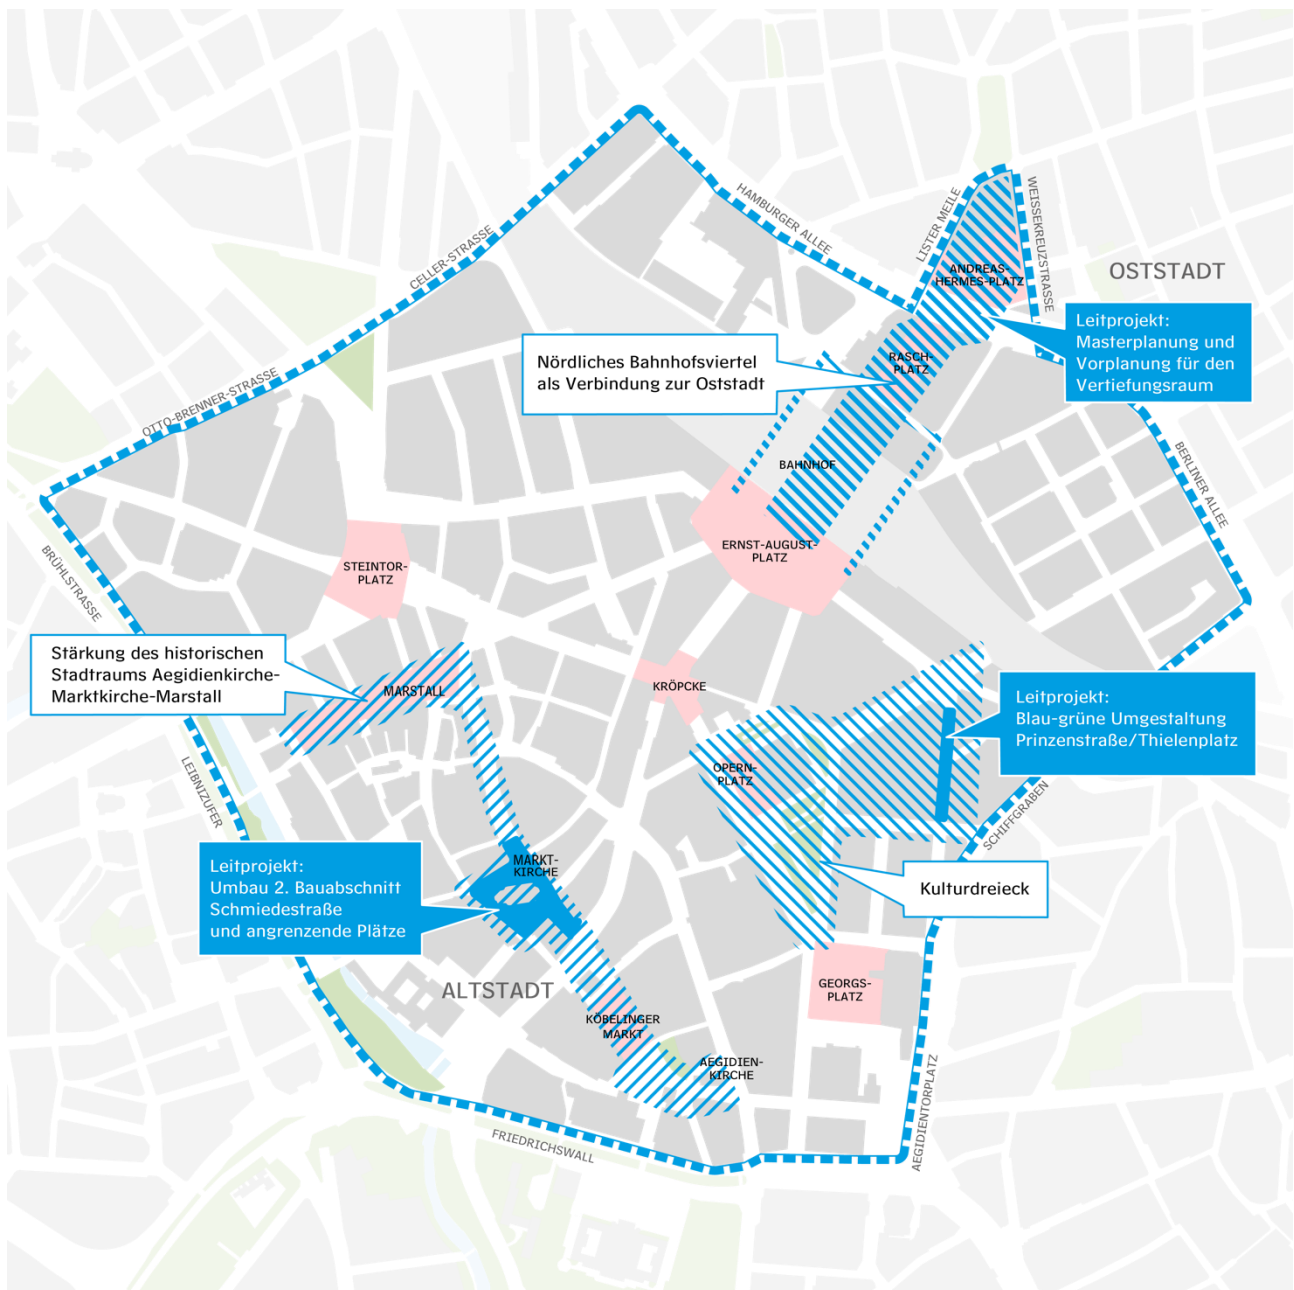 HAMBURGER ALLEE
LISTER MEILE
WEISSEKREUZSTRASSE
CELLER-STRASSE
OSTSTADT
ANDREAS-
HERMES-PLATZ
Leitprojekt:
Masterplanung und
Vorplanung für den
Vertiefungsraum
Nördliches Bahnhofsviertel
als Verbindung zur Oststadt
RASCH-
PLATZ
OTTO-BRENNER-STRASSE
BAHNHOF
BERLINER ALLEE
ERNST-AUGUST-
PLATZ
STEINTOR-
PLATZ
BRÜHLSTRASSE
Stärkung des historischen
Stadtraums Aegidienkirche-
Marktkirche-Marstall
MARSTALL
KRÖPCKE
Leitprojekt:
Blau-grüne Umgestaltung
Prinzenstraße/Thielenplatz
OPERN-
PLATZ
LEIBNIZUFER
SCHIFFGRABEN
Leitprojekt:
Umbau 2. Bauabschnitt
Schmiedestraße
und angrenzende Plätze
MARKT-
KIRCHE
Kulturdreieck
ALTSTADT
GEORGS-
PLATZ
KÖBELINGER
MARKT
AEGIDIEN-
KIRCHE
AEGIDIENTORPLATZ
FRIEDRICHSWALL